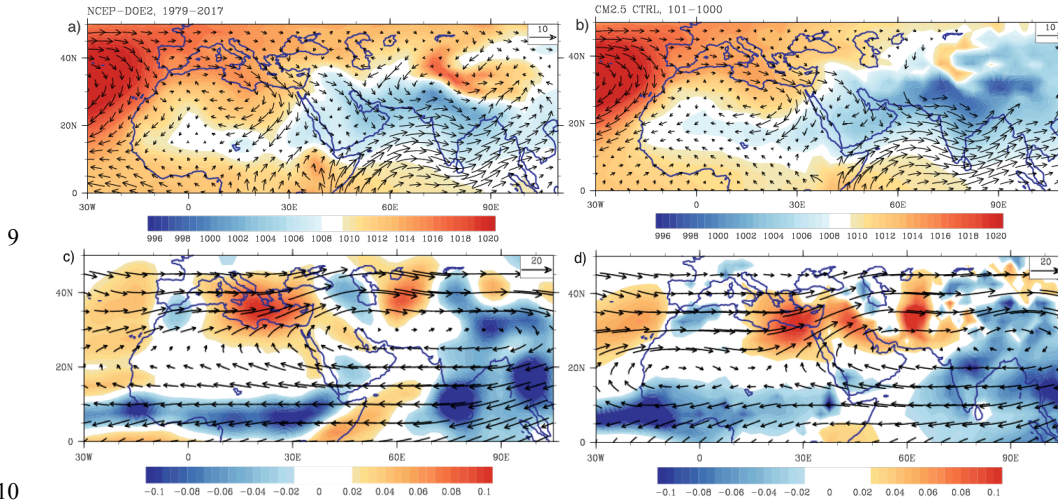 NCEP-DOE2, 1979-2017
CM2.5 CTRL, 101-1000
a)
10
40N
20N
0
30W 0 30E 60E 90E
996 998 1000 1002 1004 1006 1008 1010 1012 1014 1016 1018 1020
b)
10
40N
20N
0
30W 0 30E 60E 90E
996 998 1000 1002 1004 1006 1008 1010 1012 1014 1016 1018 1020
9
c)
20
40N
20N
0
30W 0 30E 60E 90E
-0.1 -0.08 -0.06 -0.04 -0.02 0 0.02 0.04 0.06 0.08 0.1
d)
20
40N
20N
0
30W 0 30E 60E 90E
-0.1 -0.08 -0.06 -0.04 -0.02 0 0.02 0.04 0.06 0.08 0.1
10